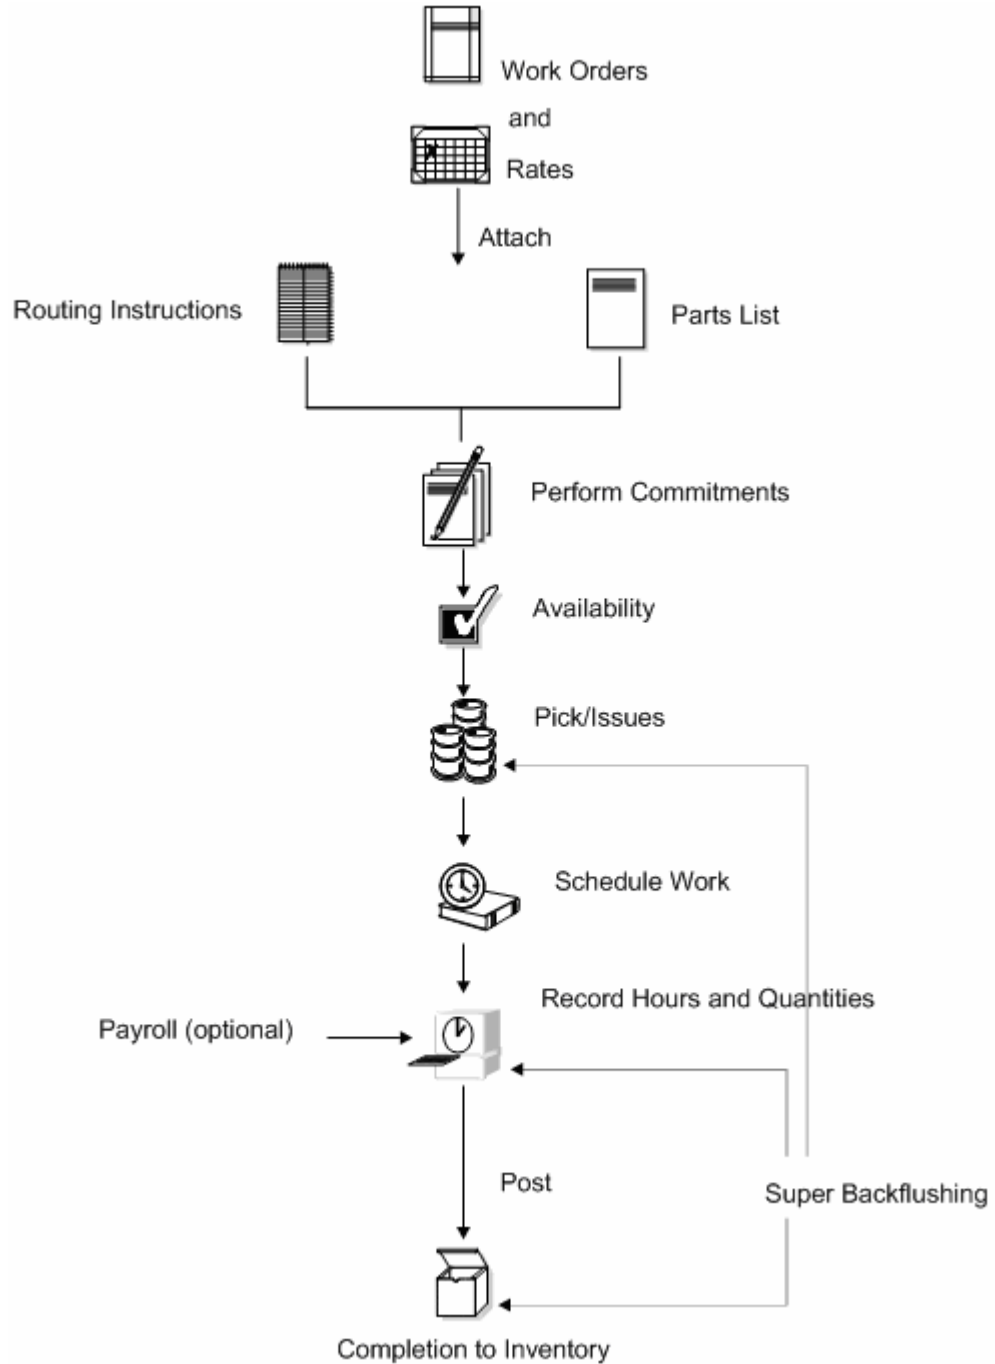 Work Orders
and
Rates
Attach
Routing Instructions
Parts List
Perform Commitments
Availability
Pick/Issues
Schedule Work
Record Hours and Quantities
Payroll (optional)
Post
Super Backflushing
Completion to Inventory